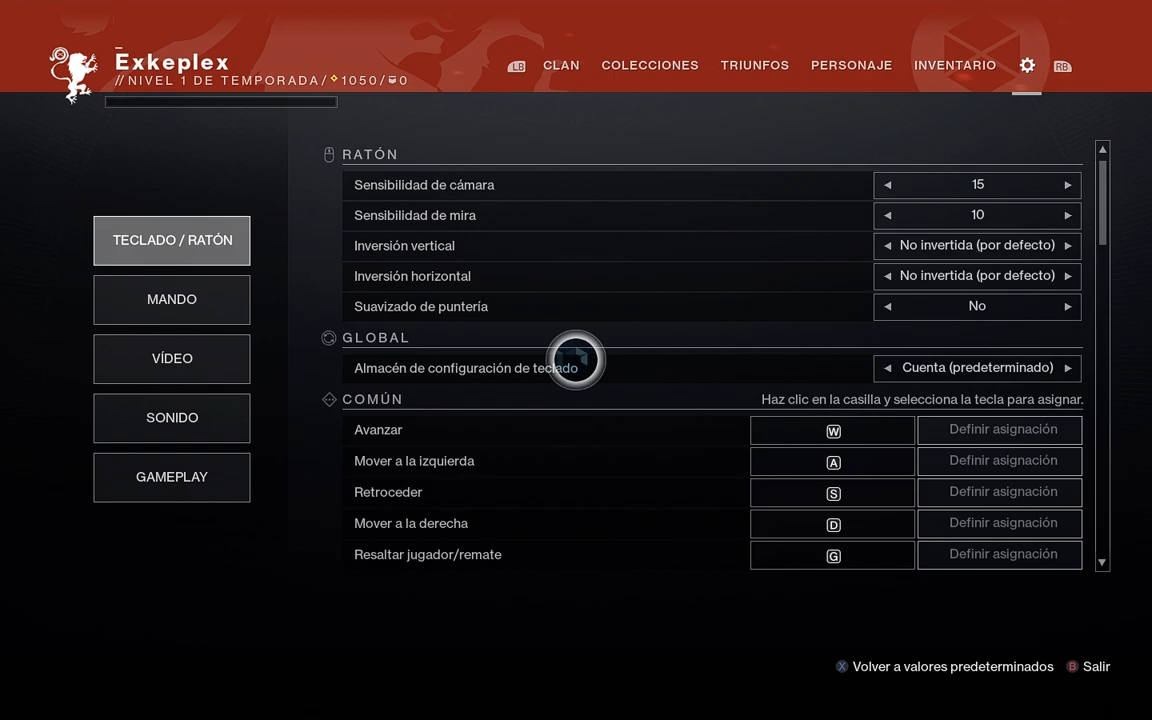 Exkeplex
//NIVEL 1 DE TEMPORADA/✧1050/0
LB CLAN COLECCIONES TRIUNFOS PERSONAJE INVENTARIO RB
TECLADO / RATÓN
MANDO
VÍDEO
SONIDO
GAMEPLAY
RATÓN
Sensibilidad de cámara 15
Sensibilidad de mira 10
Inversión vertical No invertida (por defecto)
Inversión horizontal No invertida (por defecto)
Suavizado de puntería No
GLOBAL
Almacén de configuración de teclado Cuenta (predeterminado)
COMÚN Haz clic en la casilla y selecciona la tecla para asignar.
Avanzar W Definir asignación
Mover a la izquierda A Definir asignación
Retroceder S Definir asignación
Mover a la derecha D Definir asignación
Resaltar jugador/remate G Definir asignación
X Volver a valores predeterminados B Salir